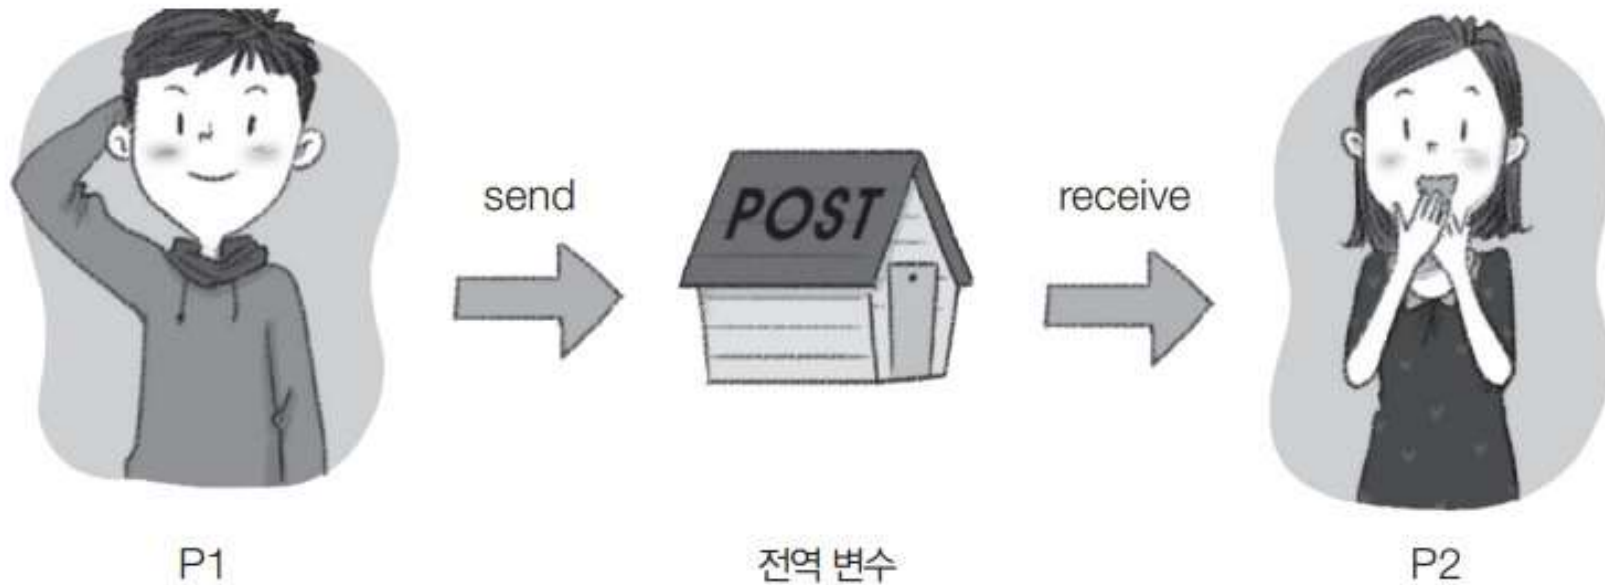 send
POST
receive
P1
전역 변수
P2